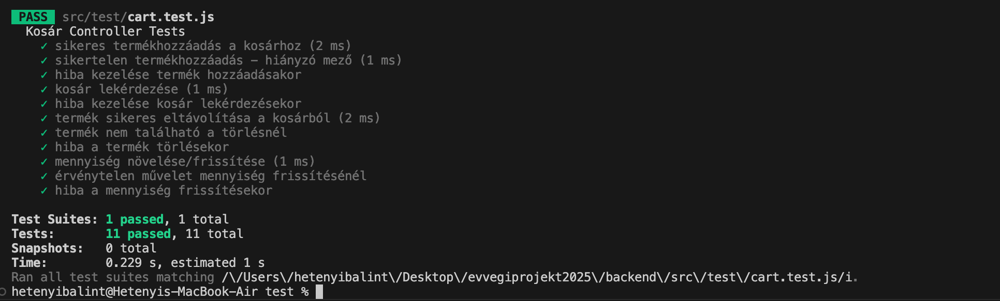 PASS src/test/cart.test.js
Kosár Controller Tests
✓ sikeres termékhozzáadás a kosárhoz (2 ms)
✓ sikertelen termékhozzáadás – hiányzó mező (1 ms)
✓ hiba kezelése termék hozzáadásakor
✓ kosár lekérdezése (1 ms)
✓ hiba kezelése kosár lekérdezésekor
✓ termék sikeres eltávolítása a kosárból (2 ms)
✓ termék nem található a törlésnél
✓ hiba a termék törlésekor
✓ mennyiség növelése/frissítése (1 ms)
✓ érvénytelen művelet mennyiség frissítésénél
✓ hiba a mennyiség frissítésekor
Test Suites: 1 passed, 1 total
Tests: 11 passed, 11 total
Snapshots: 0 total
Time: 0.229 s, estimated 1 s
Ran all test suites matching /\/Users\/hetenyibalint\/Desktop\/evvegiprojekt2025\/backend\/src\/test\/cart.test.js/i.
hetenyibalint@Hetenyis-MacBook-Air test %